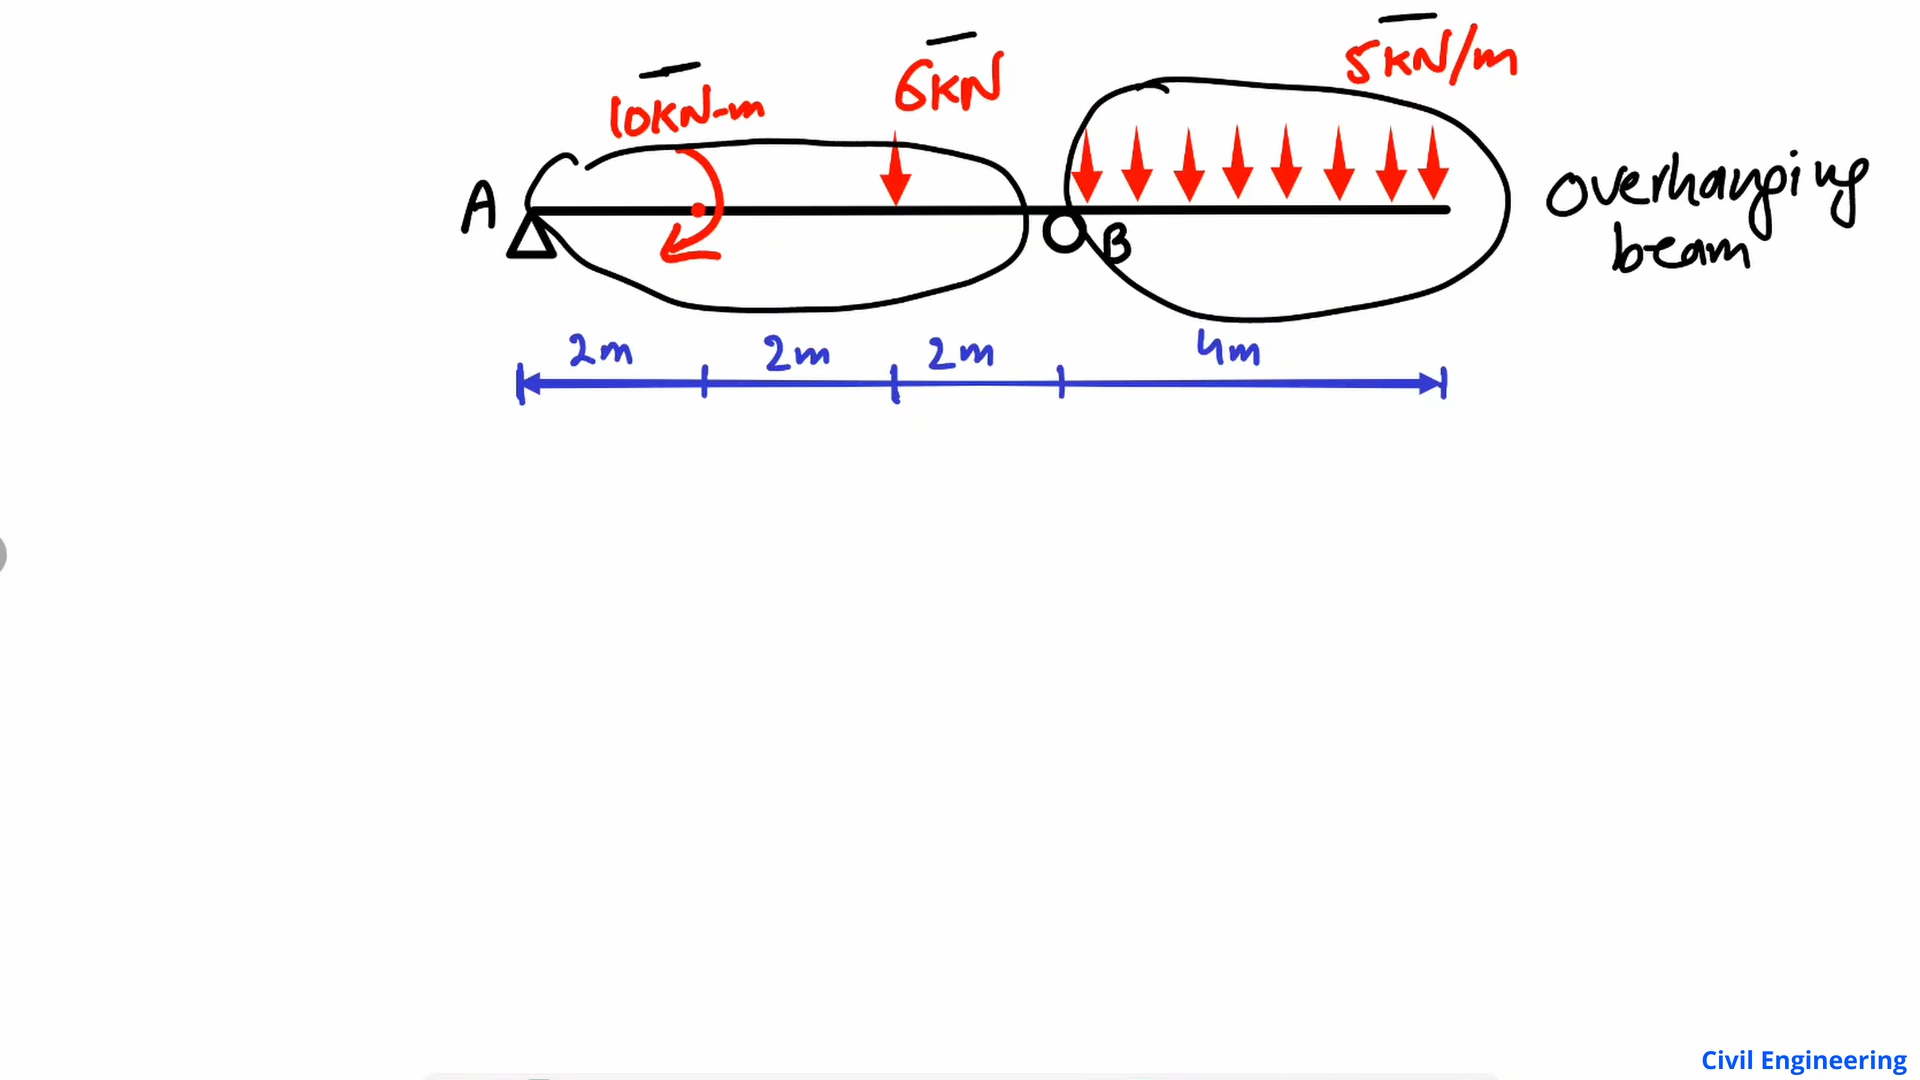 10KN-m
6KN
5KN/m
A
B
Overhanging
beam
2m
2m
2m
4m
Civil Engineering